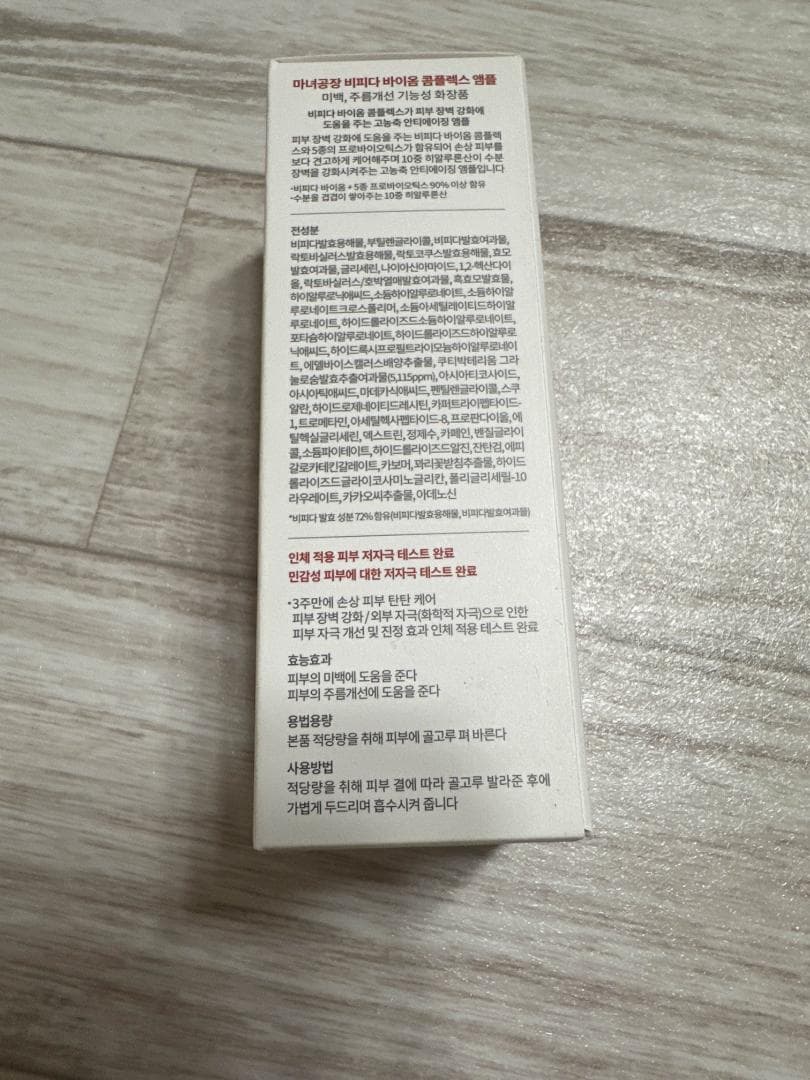 마녀공장 비피다 바이옴 콤플렉스 앰플
미백, 주름개선 기능성 화장품
비피다 바이옴 콤플렉스가 피부 장벽 강화에
도움을 주는 고농축 안티에이징 앰플
피부 장벽 강화에 도움을 주는 비피다 바이옴 콤플렉
스와 5종의 프로바이오틱스가 함유되어 손상 피부를
보다 견고하게 케어해주며 10중 히알루론산이 수분
장벽을 강화시켜주는 고농축 안티에이징 앰플입니다
·비피다 바이옴 + 5종 프로바이오틱스 90% 이상 함유
·수분을 겹겹이 쌓아주는 10중 히알루론산
전성분
비피다발효용해물, 부틸렌글라이콜, 비피다발효여과물,
락토바실러스발효용해물, 락토코쿠스발효용해물, 효모
발효여과물, 글리세린, 나이아신아마이드, 1,2-헥산다이
올, 락토바실러스/호박열매발효여과물, 흑효모발효물,
하이알루로닉애씨드, 소듐하이알루로네이트, 소듐하이알
루로네이트크로스폴리머, 소듐아세틸레이티드하이알
루로네이트, 하이드롤라이즈드소듐하이알루로네이트,
포타슘하이알루로네이트, 하이드롤라이즈드하이알루로
닉애씨드, 하이드록시프로필트라이모늄하이알루로네이
트, 에델바이스캘러스배양추출물, 쿠티박테리움 그라
눌로숨발효추출여과물(5,115ppm), 아시아티코사이드,
아시아틱애씨드, 마데카식애씨드, 펜틸렌글라이콜, 스쿠
알란, 하이드로제네이티드레시틴, 카퍼트라이펩타이드-
1, 트로메타민, 아세틸헥사펩타이드-8, 프로판다이올, 에
틸헥실글리세린, 덱스트린, 정제수, 카페인, 벤질글라이
콜, 소듐파이테이트, 하이드롤라이즈드알진, 잔탄검, 에피
갈로카테킨갈레이트, 카보머, 꽈리꽃받침추출물, 하이드
롤라이즈드글라이코사미노글리칸, 폴리글리세릴-10
라우레이트, 카카오씨추출물, 아데노신
*비피다 발효 성분 72% 함유(비피다발효용해물, 비피다발효여과물)
인체 적용 피부 저자극 테스트 완료
민감성 피부에 대한 저자극 테스트 완료
·3주만에 손상 피부 탄탄 케어
피부 장벽 강화 / 외부 자극(화학적 자극)으로 인한
피부 자극 개선 및 진정 효과 인체 적용 테스트 완료
효능효과
피부의 미백에 도움을 준다
피부의 주름개선에 도움을 준다
용법용량
본품 적당량을 취해 피부에 골고루 펴 바른다
사용방법
적당량을 취해 피부 결에 따라 골고루 발라준 후에
가볍게 두드리며 흡수시켜 줍니다